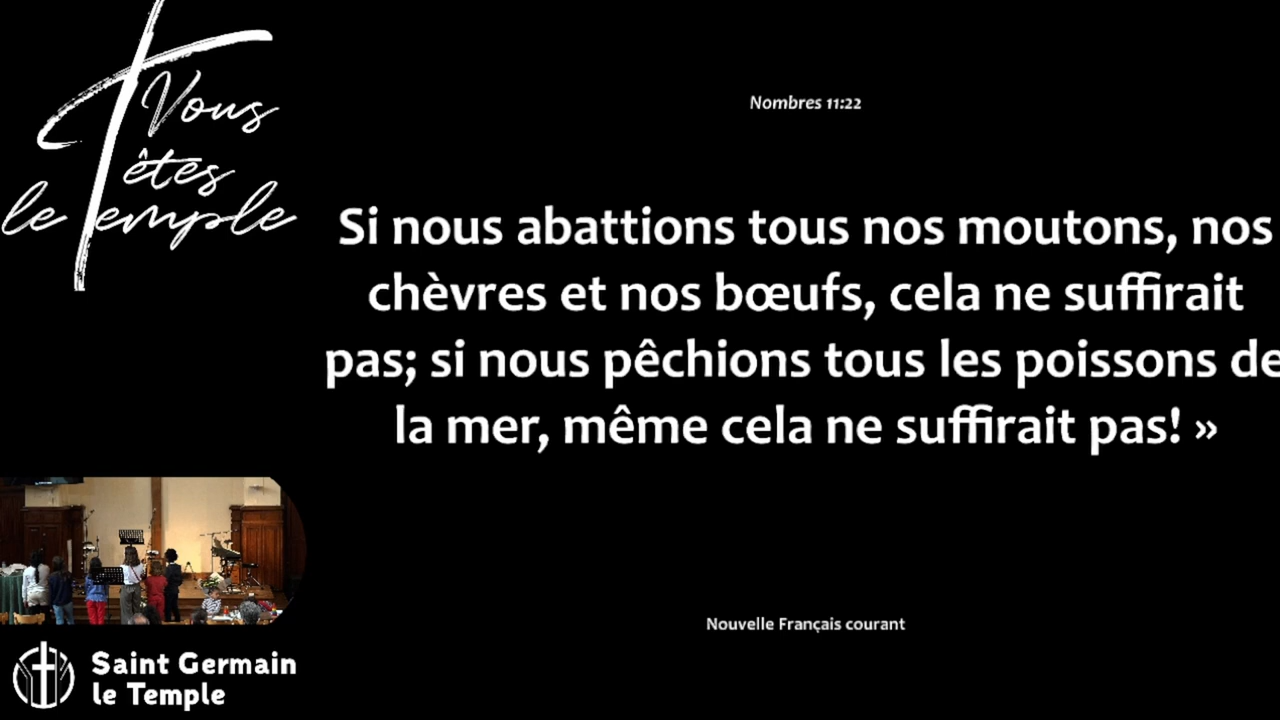 Vous
êtes
le Temple
Nombres 11:22
Si nous abattions tous nos moutons, nos
chèvres et nos bœufs, cela ne suffirait
pas; si nous pêchions tous les poissons de
la mer, même cela ne suffirait pas! »
Nouvelle Français courant
Saint Germain
le Temple